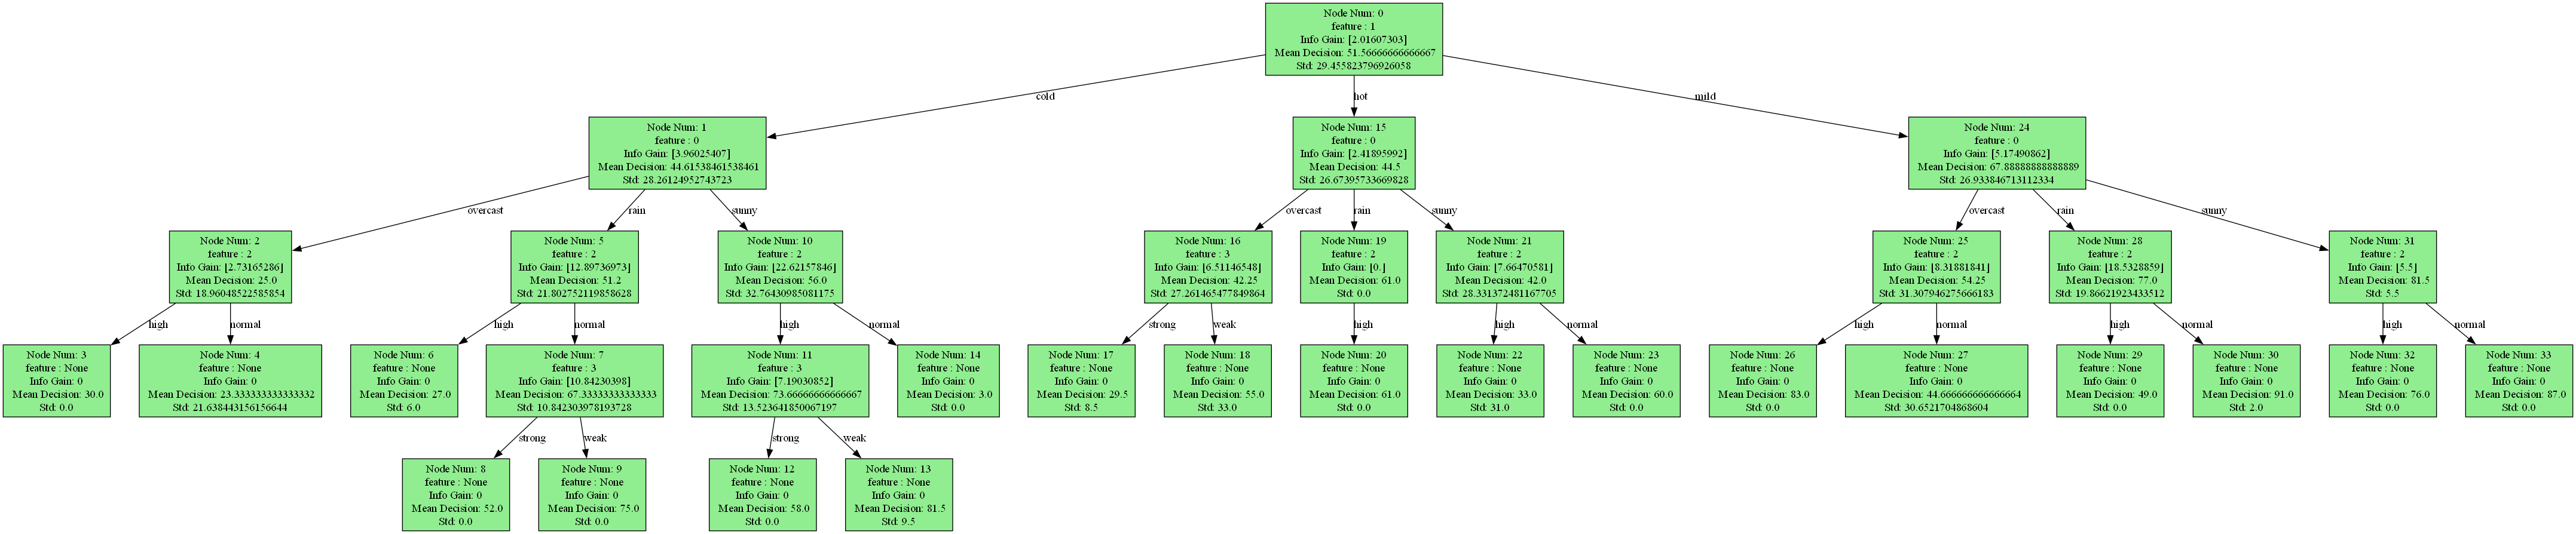 Node Num: 0
feature : 1
Info Gain: [2.01607303]
Mean Decision: 51.56666666666667
Std: 29.455823796926058
cold
hot
mild
Node Num: 1
feature : 0
Info Gain: [3.96025407]
Mean Decision: 44.61538461538461
Std: 28.26124952743723
Node Num: 15
feature : 0
Info Gain: [2.41895992]
Mean Decision: 44.5
Std: 26.67395733669828
Node Num: 24
feature : 0
Info Gain: [5.17490862]
Mean Decision: 67.88888888888889
Std: 26.933846713112334
overcast
rain
sunny
overcast
rain
sunny
overcast
rain
sunny
Node Num: 2
feature : 2
Info Gain: [2.73165286]
Mean Decision: 25.0
Std: 18.96048522585854
Node Num: 5
feature : 2
Info Gain: [12.89736973]
Mean Decision: 51.2
Std: 21.802752119858628
Node Num: 10
feature : 2
Info Gain: [22.62157846]
Mean Decision: 56.0
Std: 32.76430985081175
Node Num: 16
feature : 3
Info Gain: [6.51146548]
Mean Decision: 42.25
Std: 27.261465477849864
Node Num: 19
feature : 2
Info Gain: [0.]
Mean Decision: 61.0
Std: 0.0
Node Num: 21
feature : 2
Info Gain: [7.66470581]
Mean Decision: 42.0
Std: 28.331372481167705
Node Num: 25
feature : 2
Info Gain: [8.31881841]
Mean Decision: 54.25
Std: 31.307946275666183
Node Num: 28
feature : 2
Info Gain: [18.5328859]
Mean Decision: 77.0
Std: 19.86621923433512
Node Num: 31
feature : 2
Info Gain: [5.5]
Mean Decision: 81.5
Std: 5.5
high
normal
high
normal
high
normal
strong
weak
high
high
normal
high
normal
high
normal
high
normal
Node Num: 3
feature : None
Info Gain: 0
Mean Decision: 30.0
Std: 0.0
Node Num: 4
feature : None
Info Gain: 0
Mean Decision: 23.333333333333332
Std: 21.638443156156644
Node Num: 6
feature : None
Info Gain: 0
Mean Decision: 27.0
Std: 6.0
Node Num: 7
feature : 3
Info Gain: [10.84230398]
Mean Decision: 67.33333333333333
Std: 10.842303978193728
Node Num: 11
feature : 3
Info Gain: [7.19030852]
Mean Decision: 73.66666666666667
Std: 13.523641850067197
Node Num: 14
feature : None
Info Gain: 0
Mean Decision: 3.0
Std: 0.0
Node Num: 17
feature : None
Info Gain: 0
Mean Decision: 29.5
Std: 8.5
Node Num: 18
feature : None
Info Gain: 0
Mean Decision: 55.0
Std: 33.0
Node Num: 20
feature : None
Info Gain: 0
Mean Decision: 61.0
Std: 0.0
Node Num: 22
feature : None
Info Gain: 0
Mean Decision: 33.0
Std: 31.0
Node Num: 23
feature : None
Info Gain: 0
Mean Decision: 60.0
Std: 0.0
Node Num: 26
feature : None
Info Gain: 0
Mean Decision: 83.0
Std: 0.0
Node Num: 27
feature : None
Info Gain: 0
Mean Decision: 44.666666666666664
Std: 30.6521704868604
Node Num: 29
feature : None
Info Gain: 0
Mean Decision: 49.0
Std: 0.0
Node Num: 30
feature : None
Info Gain: 0
Mean Decision: 91.0
Std: 2.0
Node Num: 32
feature : None
Info Gain: 0
Mean Decision: 76.0
Std: 0.0
Node Num: 33
feature : None
Info Gain: 0
Mean Decision: 87.0
Std: 0.0
strong
weak
strong
weak
Node Num: 8
feature : None
Info Gain: 0
Mean Decision: 52.0
Std: 0.0
Node Num: 9
feature : None
Info Gain: 0
Mean Decision: 75.0
Std: 0.0
Node Num: 12
feature : None
Info Gain: 0
Mean Decision: 58.0
Std: 0.0
Node Num: 13
feature : None
Info Gain: 0
Mean Decision: 81.5
Std: 9.5